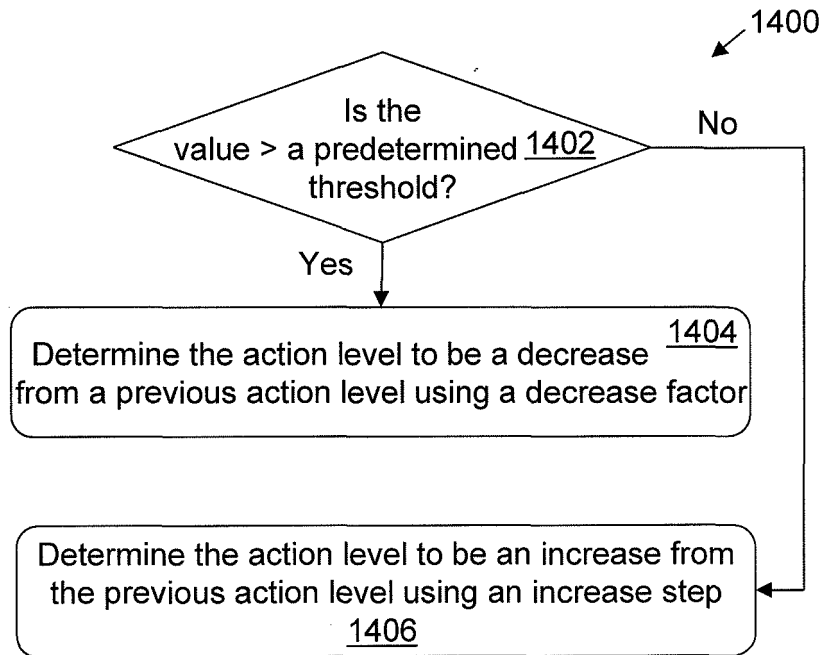 1400
Is the
value > a predetermined 1402
threshold?
No
Yes
1404
Determine the action level to be a decrease
from a previous action level using a decrease factor
Determine the action level to be an increase from
the previous action level using an increase step
1406